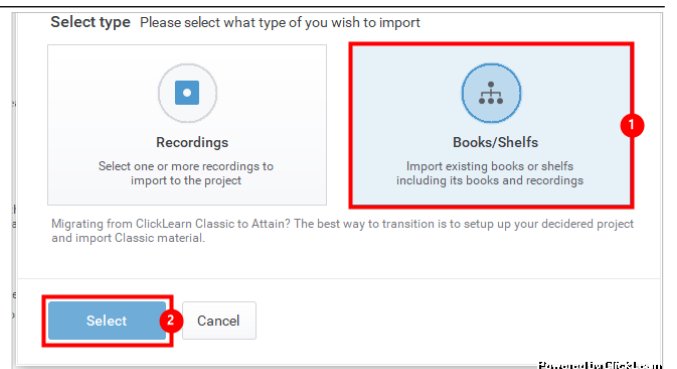 Select type Please select what type of you wish to import
Recordings
Select one or more recordings to
import to the project
Books/Shelfs
Import existing books or shelfs
including its books and recordings
1
Migrating from ClickLearn Classic to Attain? The best way to transition is to setup up your decidered project
and import Classic material.
Select 2 Cancel
Powered by ClickLearn